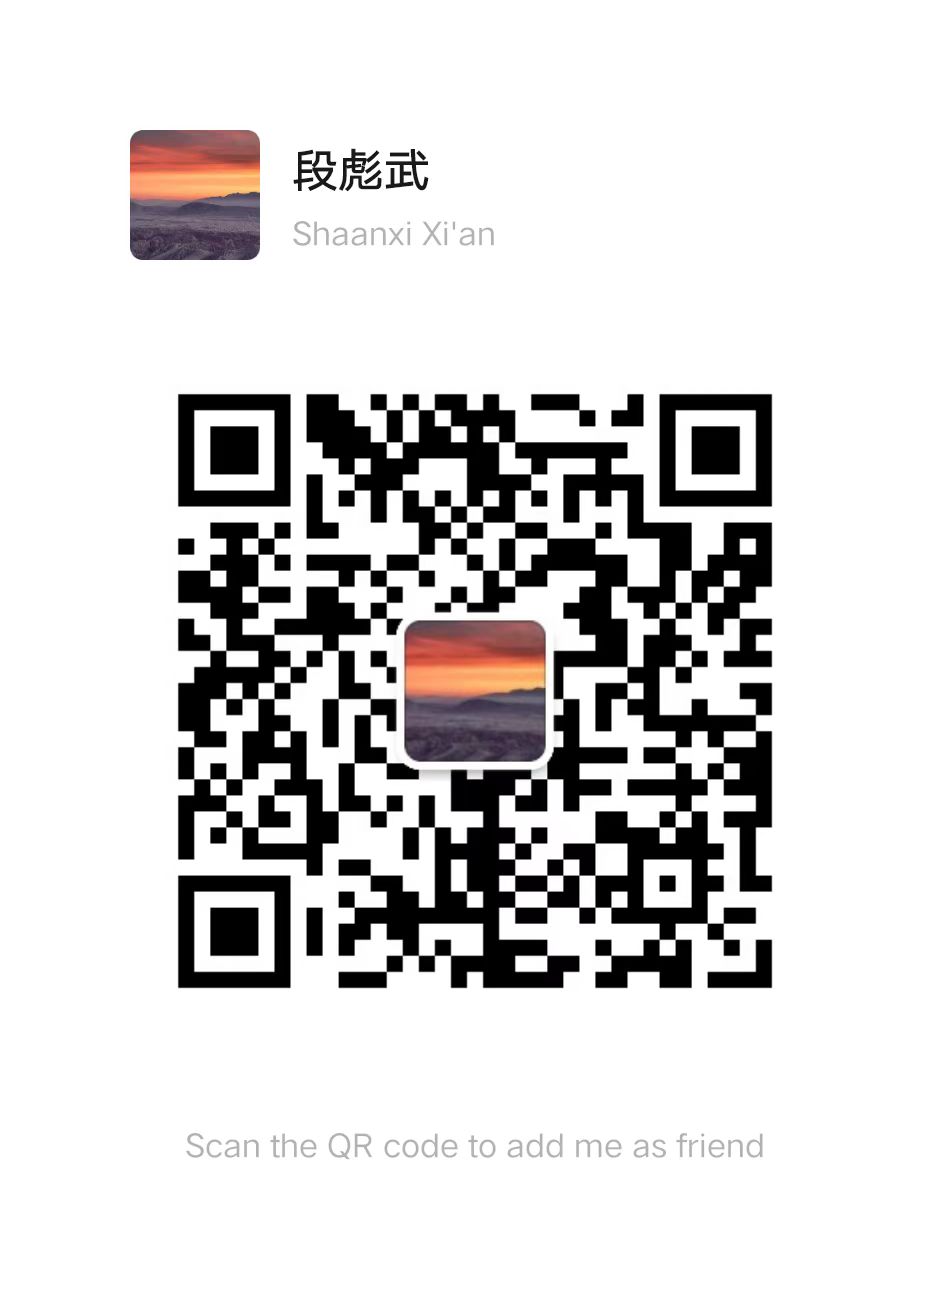 段彪武
Shaanxi Xi'an
Scan the QR code to add me as friend